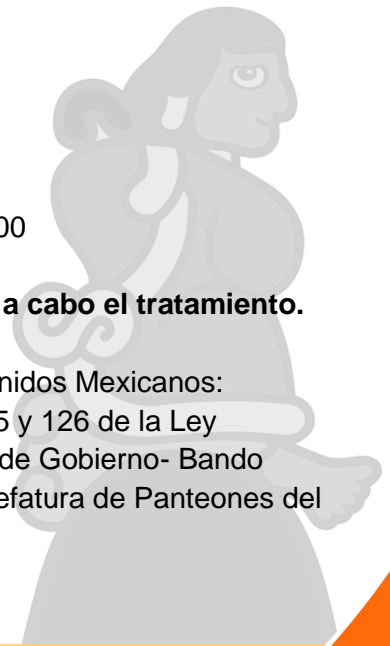 00
a cabo el tratamiento.
nidos Mexicanos:
5 y 126 de la Ley
de Gobierno- Bando
efatura de Panteones del